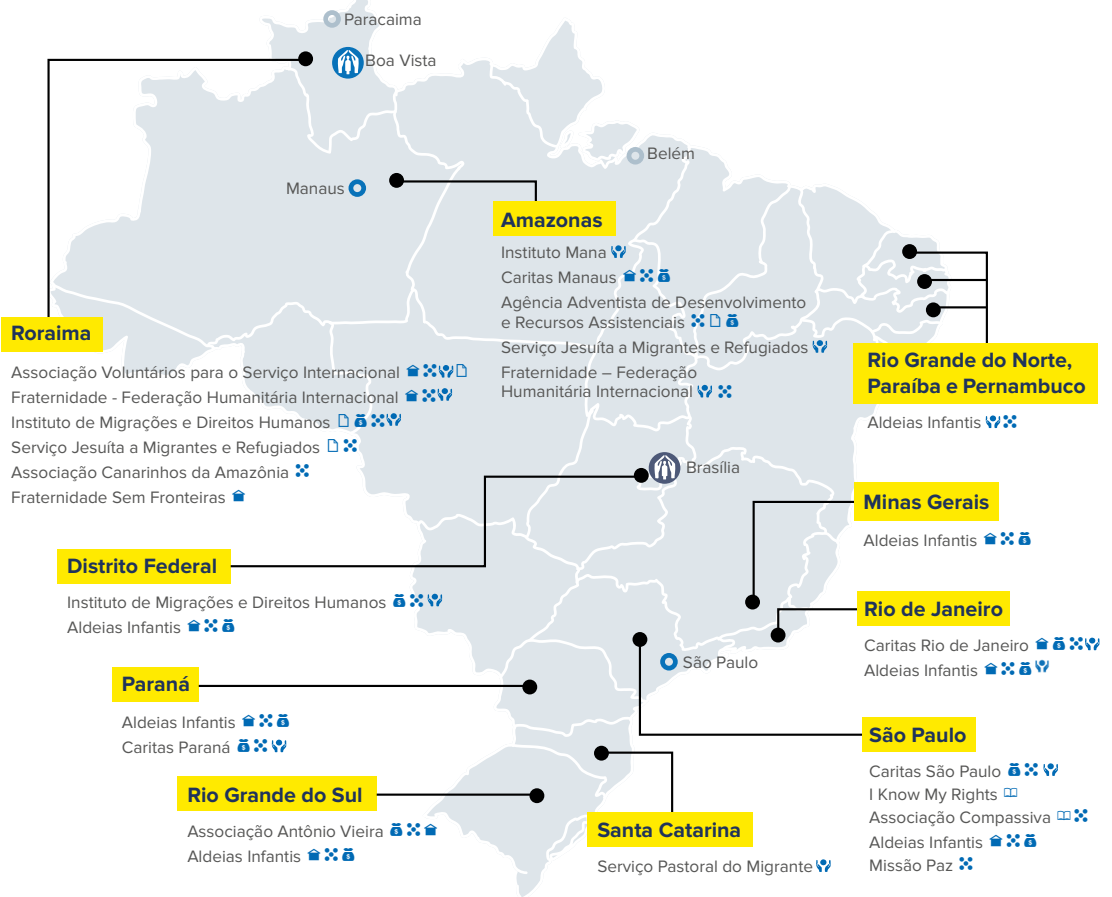 Paracaima
Boa Vista
Belém
Manaus
Amazonas
Instituto Mana
Caritas Manaus
Agência Adventista de Desenvolvimento
e Recursos Assistenciais
Serviço Jesuíta a Migrantes e Refugiados
Fraternidade – Federação
Humanitária Internacional
Roraima
Associação Voluntários para o Serviço Internacional
Fraternidade - Federação Humanitária Internacional
Instituto de Migrações e Direitos Humanos
Serviço Jesuíta a Migrantes e Refugiados
Associação Canarinhos da Amazônia
Fraternidade Sem Fronteiras
Rio Grande do Norte,
Paraíba e Pernambuco
Aldeias Infantis
Brasília
Minas Gerais
Aldeias Infantis
Distrito Federal
Instituto de Migrações e Direitos Humanos
Aldeias Infantis
Rio de Janeiro
Caritas Rio de Janeiro
Aldeias Infantis
São Paulo
Paraná
Aldeias Infantis
Caritas Paraná
São Paulo
Caritas São Paulo
I Know My Rights
Associação Compassiva
Aldeias Infantis
Missão Paz
Rio Grande do Sul
Associação Antônio Vieira
Aldeias Infantis
Santa Catarina
Serviço Pastoral do Migrante